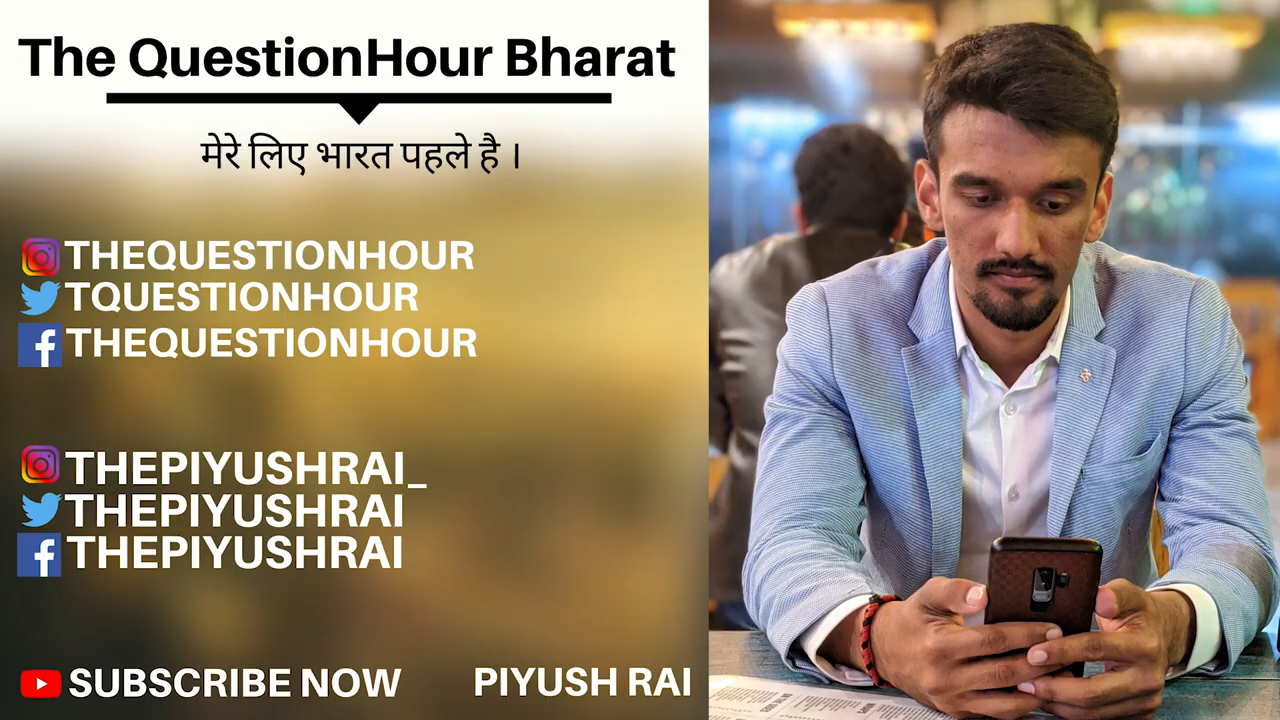 The QuestionHour Bharat
मेरे लिए भारत पहले है ।
THEQUESTIONHOUR
TQUESTIONHOUR
THEQUESTIONHOUR
THEPIYUSHRAI_
THEPIYUSHRAI
THEPIYUSHRAI
SUBSCRIBE NOW
PIYUSH RAI